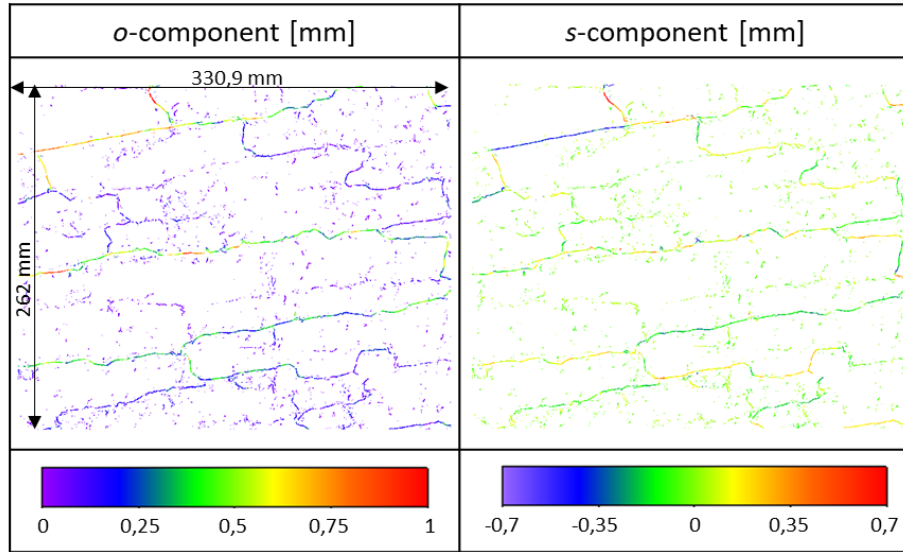 o-component [mm]
s-component [mm]
330,9 mm
262 mm
0 0,25 0,5 0,75 1
-0,7 -0,35 0 0,35 0,7